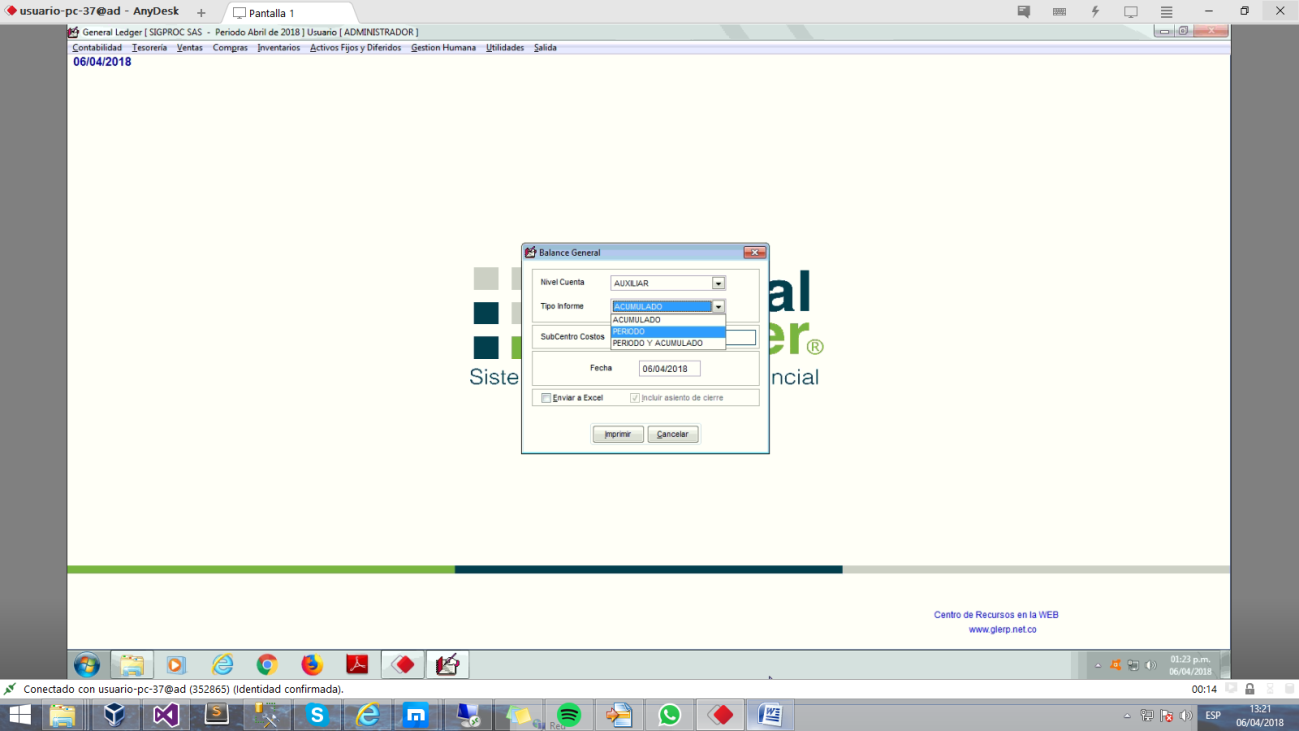 usuario-pc-37@ad - AnyDesk
Pantalla 1
General Ledger [ SIGPROC SAS - Periodo Abril de 2018 ] Usuario [ ADMINISTRADOR ]
Contabilidad Tesoreria Ventas Compras Inventarios Activos Fijos y Diferidos Gestion Humana Utilidades Salida
06/04/2018
Balance General
Nivel Cuenta AUXILIAR
Tipo Informe ACUMULADO
ACUMULADO
PERIODO
PERIODO Y ACUMULADO
SubCentro Costos
Fecha 06/04/2018
Enviar a Excel Incluir asiento de cierre
Imprimir Cancelar
al
er®
Siste ncial
Centro de Recursos en la WEB
www.glerp.net.co
01:23 p.m.
06/04/2018
Conectado con usuario-pc-37@ad (352865) (Identidad confirmada).
00:14
ESP
13:21
06/04/2018